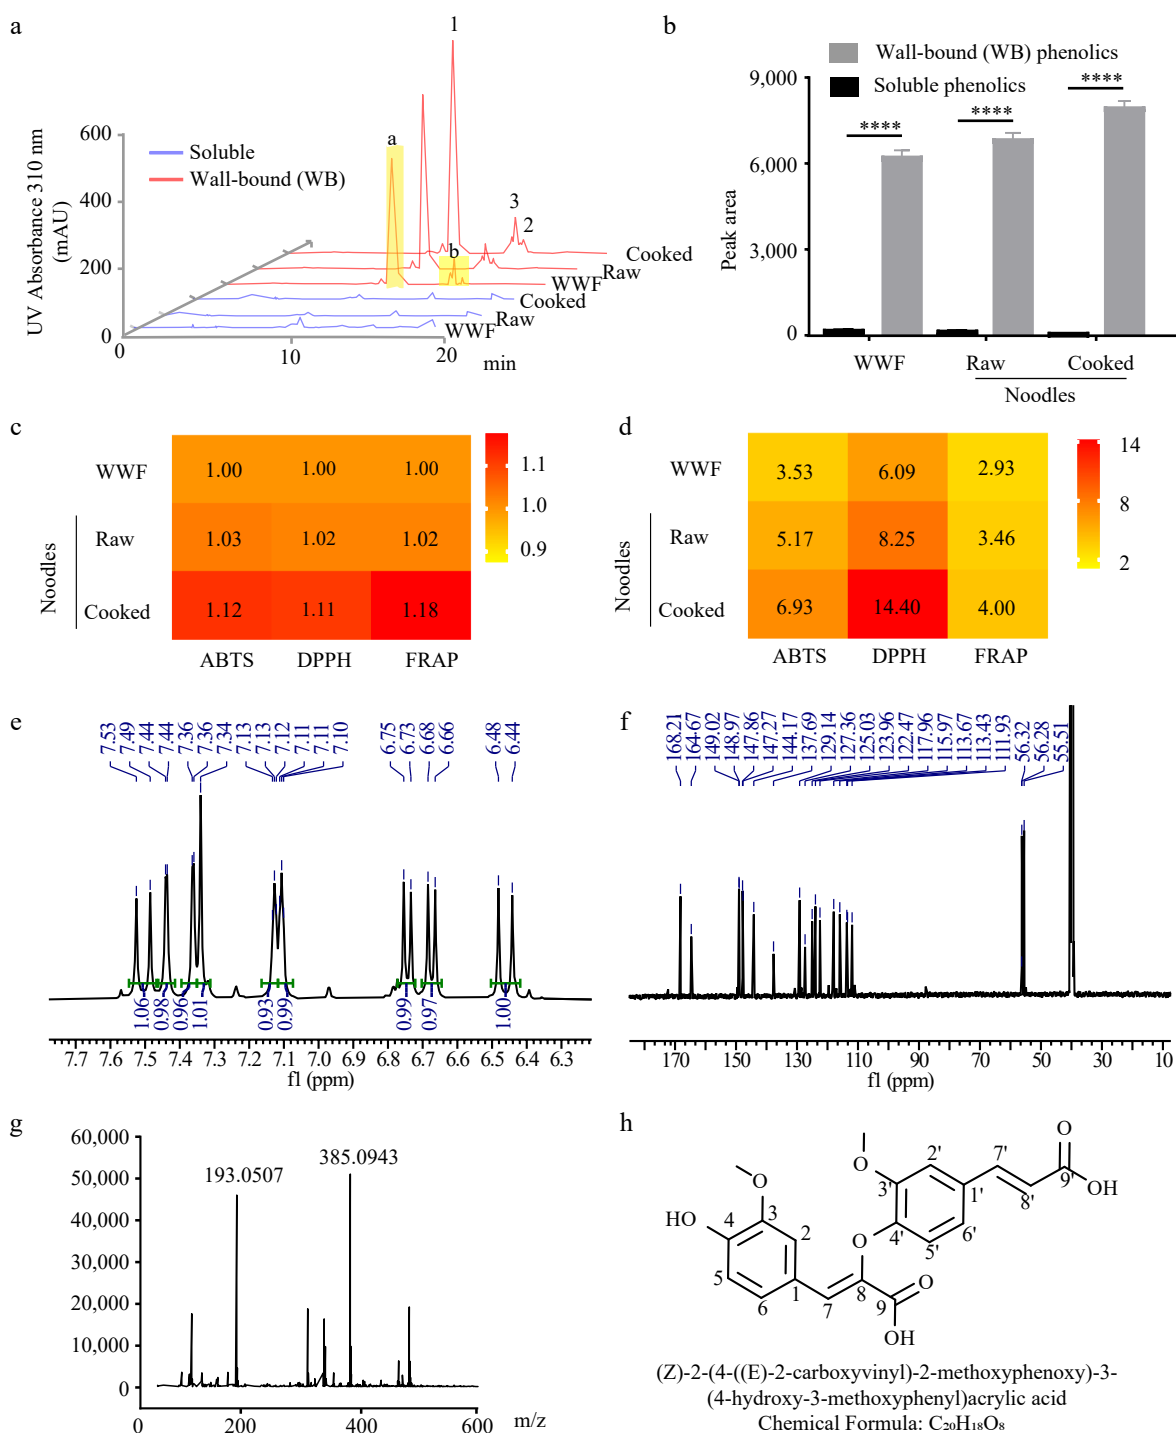 a
1
600
Soluble
a
Wall-bound (WB)
400
3
2
200
b
Cooked
Raw
WWF
Cooked
Raw
WWF
0
0
10
20
min
UV Absorbance 310 nm
(mAU)
b
Wall-bound (WB) phenolics
Soluble phenolics
9,000
6,000
3,000
0
Peak area
****
****
****
WWF
Raw
Cooked
Noodles
c
WWF
1.00
1.00
1.00
Raw
1.03
1.02
1.02
Cooked
1.12
1.11
1.18
Noodles
ABTS
DPPH
FRAP
1.1
1.0
0.9
d
WWF
3.53
6.09
2.93
Raw
5.17
8.25
3.46
Cooked
6.93
14.40
4.00
Noodles
ABTS
DPPH
FRAP
14
8
2
e
7.53
7.49
7.44
7.44
7.36
7.36
7.34
7.13
7.13
7.12
7.11
7.11
7.10
6.75
6.73
6.68
6.66
6.48
6.44
1.06
0.98
0.96
1.01
0.93
0.99
0.99
0.97
1.00
7.7
7.6
7.5
7.4
7.3
7.2
7.1
7.0
6.9
6.8
6.7
6.6
6.5
6.4
6.3
f1 (ppm)
f
168.21
164.67
149.02
148.97
147.86
147.27
144.17
137.69
129.14
127.36
125.03
123.96
122.47
117.96
115.97
113.67
113.43
111.93
56.32
56.28
55.51
170
150
130
110
90
70
50
30
10
f1 (ppm)
g
60,000
50,000
40,000
30,000
20,000
10,000
0
193.0507
385.0943
0
200
400
600
m/z
h
O
O
O
2'
7'
3'
9'
OH
1'
8'
3
HO
4
2
4'
6'
O
5'
5
8
O
1
9
6
7
OH
(Z)-2-(4-((E)-2-carboxyvinyl)-2-methoxyphenoxy)-3-
(4-hydroxy-3-methoxyphenyl)acrylic acid
Chemical Formula: C₂₀H₁₈O₈